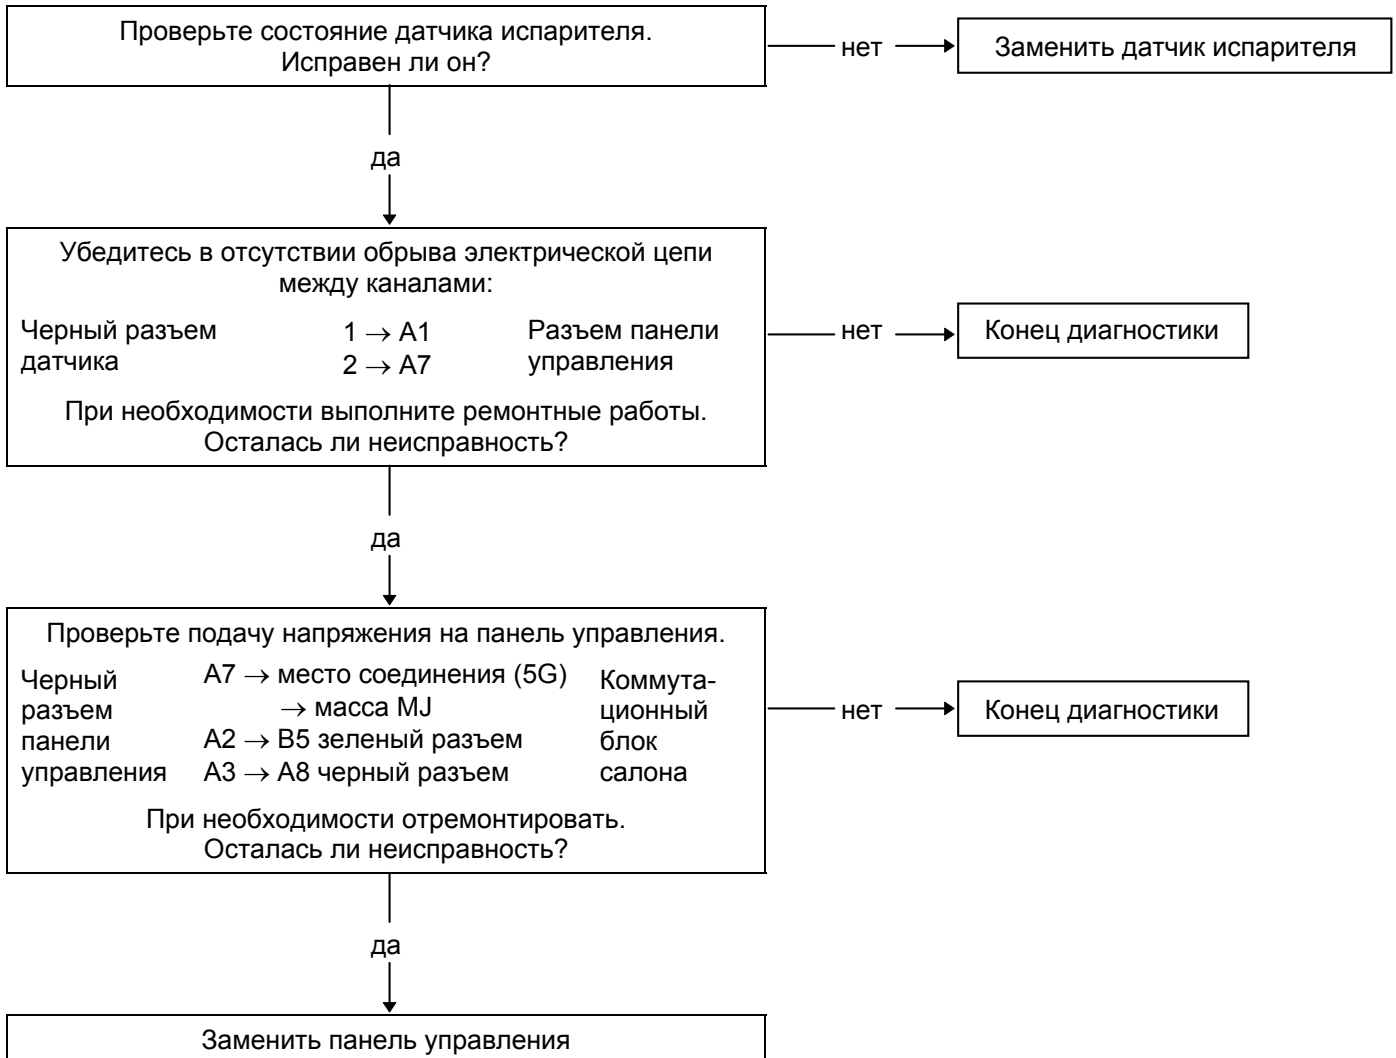 Проверьте состояние датчика испарителя.
Исправен ли он?
нет
Заменить датчик испарителя
да
Убедитесь в отсутствии обрыва электрической цепи
между каналами:
Черный разъем
датчика
1 → A1
2 → A7
Разъем панели
управления
При необходимости выполните ремонтные работы.
Осталась ли неисправность?
нет
Конец диагностики
да
Проверьте подачу напряжения на панель управления.
Черный
разъем
панели
управления
A7 → место соединения (5G)
→ масса MJ
A2 → B5 зеленый разъем
A3 → A8 черный разъем
Коммута-
ционный
блок
салона
При необходимости отремонтировать.
Осталась ли неисправность?
нет
Конец диагностики
да
Заменить панель управления